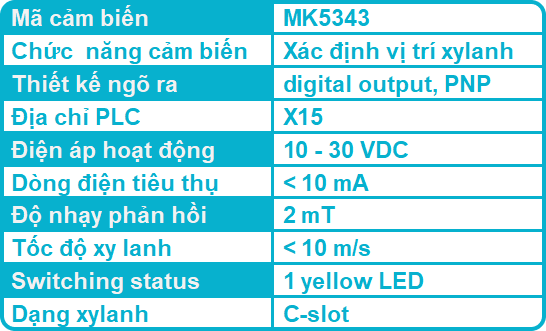 Mã cảm biến MK5343
Chức năng cảm biến Xác định vị trí xylanh
Thiết kế ngõ ra digital output, PNP
Địa chỉ PLC X15
Điện áp hoạt động 10 - 30 VDC
Dòng điện tiêu thụ < 10 mA
Độ nhạy phản hồi 2 mT
Tốc độ xy lanh < 10 m/s
Switching status 1 yellow LED
Dạng xylanh C-slot